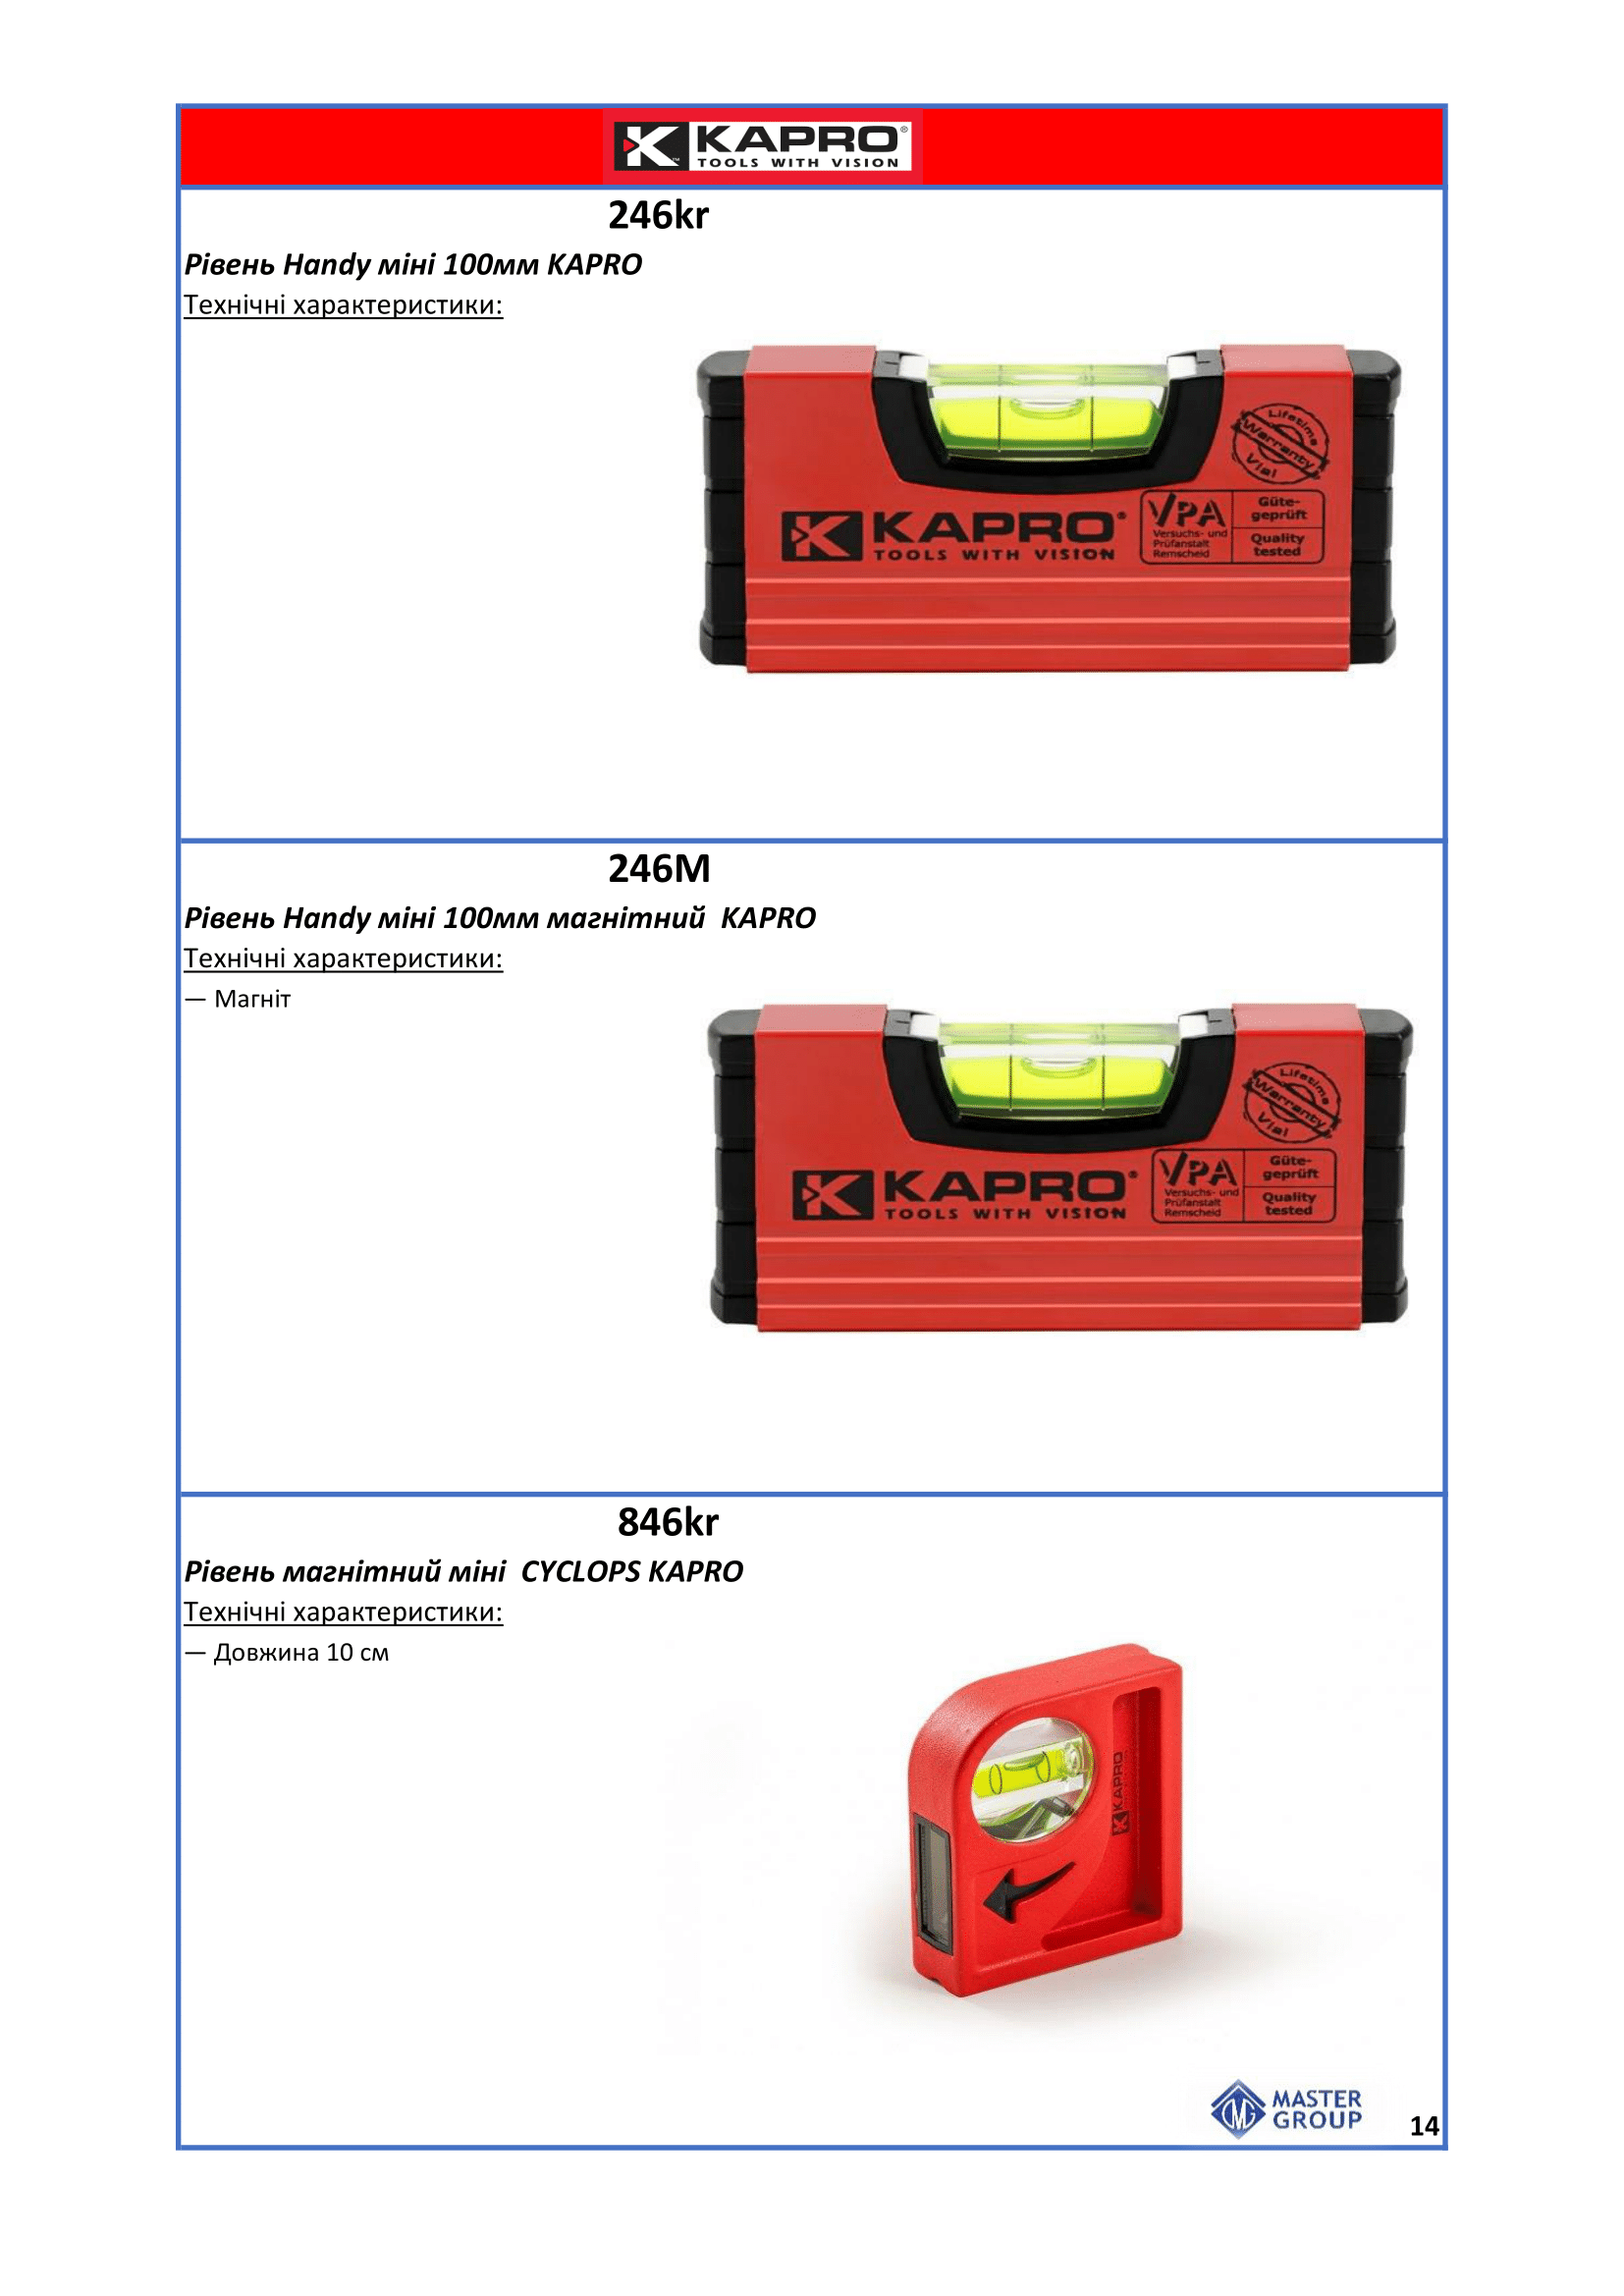 KAPRO®
TOOLS WITH VISION
246kr
Рівень Handy міні 100мм KAPRO
Технічні характеристики:
Lifetime
Warranty
Vial
KAPRO®
TOOLS WITH VISION
VPA
Versuchs- und
Prüfanstalt
Remscheid
Güte-
geprüft
Quality
tested
246M
Рівень Handy міні 100мм магнітний  KAPRO
Технічні характеристики:
— Магніт
Lifetime
Warranty
Vial
KAPRO®
TOOLS WITH VISION
VPA
Versuchs- und
Prüfanstalt
Remscheid
Güte-
geprüft
Quality
tested
846kr
Рівень магнітний міні  CYCLOPS KAPRO
Технічні характеристики:
— Довжина 10 см
KAPRO
MASTER
GROUP
14